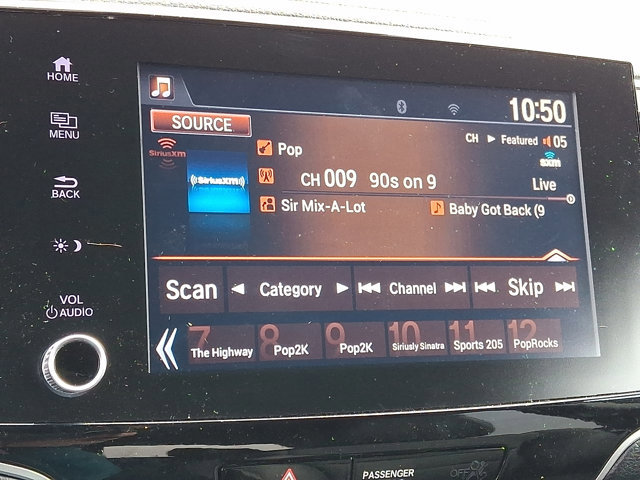 HOME
MENU
BACK
VOL
AUDIO
10:50
SOURCE
CH ▶ Featured 05
SiriusXM
((SiriusXM))
Pop
sxm
CH 009 90s on 9
Live
Sir Mix-A-Lot
Baby Got Back (9
Scan
Category
Channel
Skip
7 The Highway
8 Pop2K
9 Pop2K
10 Siriusly Sinatra
11 Sports 205
12 PopRocks
PASSENGER
OFF